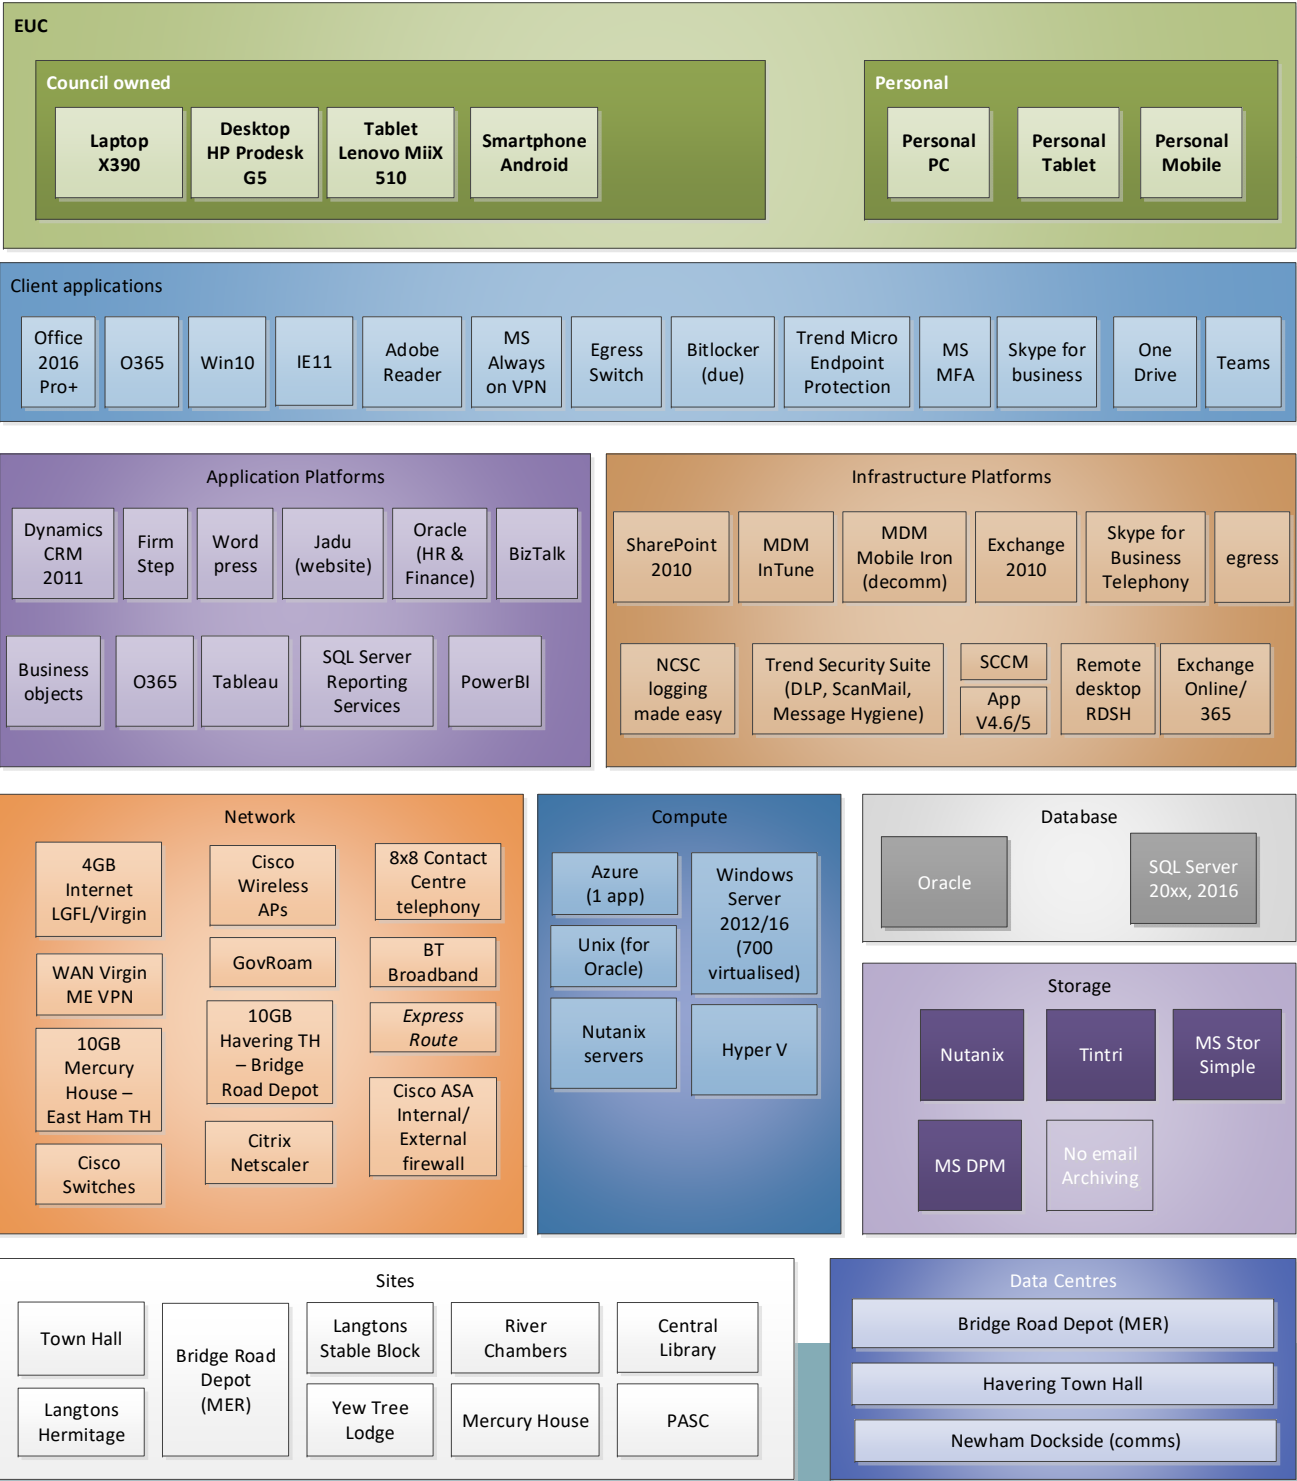 EUC
Council owned
Laptop
X390
Desktop
HP Prodesk
G5
Tablet
Lenovo MiiX
510
Smartphone
Android
Personal
Personal
PC
Personal
Tablet
Personal
Mobile
Client applications
Office
2016
Pro+
O365
Win10
IE11
Adobe
Reader
MS
Always
on VPN
Egress
Switch
Bitlocker
(due)
Trend Micro
Endpoint
Protection
MS
MFA
Skype for
business
One
Drive
Teams
Application Platforms
Dynamics
CRM
2011
Firm
Step
Word
press
Jadu
(website)
Oracle
(HR &
Finance)
BizTalk
Business
objects
O365
Tableau
SQL Server
Reporting
Services
PowerBI
Infrastructure Platforms
SharePoint
2010
MDM
InTune
MDM
Mobile Iron
(decomm)
Exchange
2010
Skype for
Business
Telephony
egress
NCSC
logging
made easy
Trend Security Suite
(DLP, ScanMail,
Message Hygiene)
SCCM
App
V4.6/5
Remote
desktop
RDSH
Exchange
Online/
365
Network
4GB
Internet
LGFL/Virgin
Cisco
Wireless
APs
8x8 Contact
Centre
telephony
WAN Virgin
ME VPN
GovRoam
BT
Broadband
10GB
Mercury
House –
East Ham TH
10GB
Havering TH
– Bridge
Road Depot
Express
Route
Cisco
Switches
Citrix
Netscaler
Cisco ASA
Internal/
External
firewall
Compute
Azure
(1 app)
Windows
Server
2012/16
(700
virtualised)
Unix (for
Oracle)
Nutanix
servers
Hyper V
Database
Oracle
SQL Server
20xx, 2016
Storage
Nutanix
Tintri
MS Stor
Simple
MS DPM
No email
Archiving
Sites
Town Hall
Bridge Road
Depot
(MER)
Langtons
Stable Block
River
Chambers
Central
Library
Langtons
Hermitage
Yew Tree
Lodge
Mercury House
PASC
Data Centres
Bridge Road Depot (MER)
Havering Town Hall
Newham Dockside (comms)